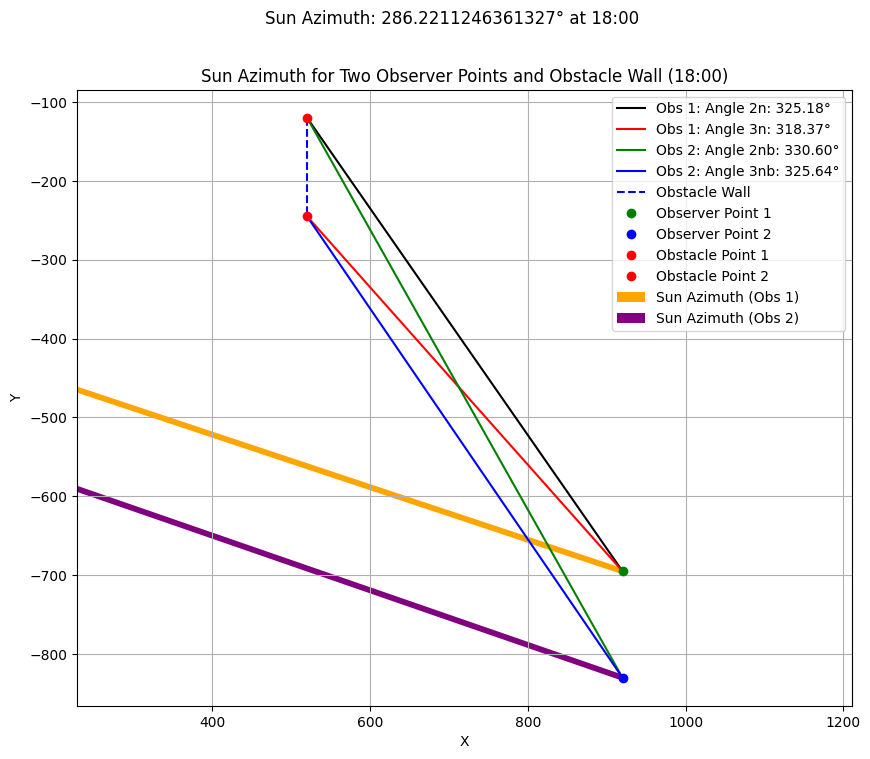 Sun Azimuth: 286.2211246361327° at 18:00
Sun Azimuth for Two Observer Points and Obstacle Wall (18:00)
Obs 1: Angle 2n: 325.18°
Obs 1: Angle 3n: 318.37°
Obs 2: Angle 2nb: 330.60°
Obs 2: Angle 3nb: 325.64°
Obstacle Wall
Observer Point 1
Observer Point 2
Obstacle Point 1
Obstacle Point 2
Sun Azimuth (Obs 1)
Sun Azimuth (Obs 2)
−100
−200
−300
−400
−500
−600
−700
−800
Y
400
600
800
1000
1200
X